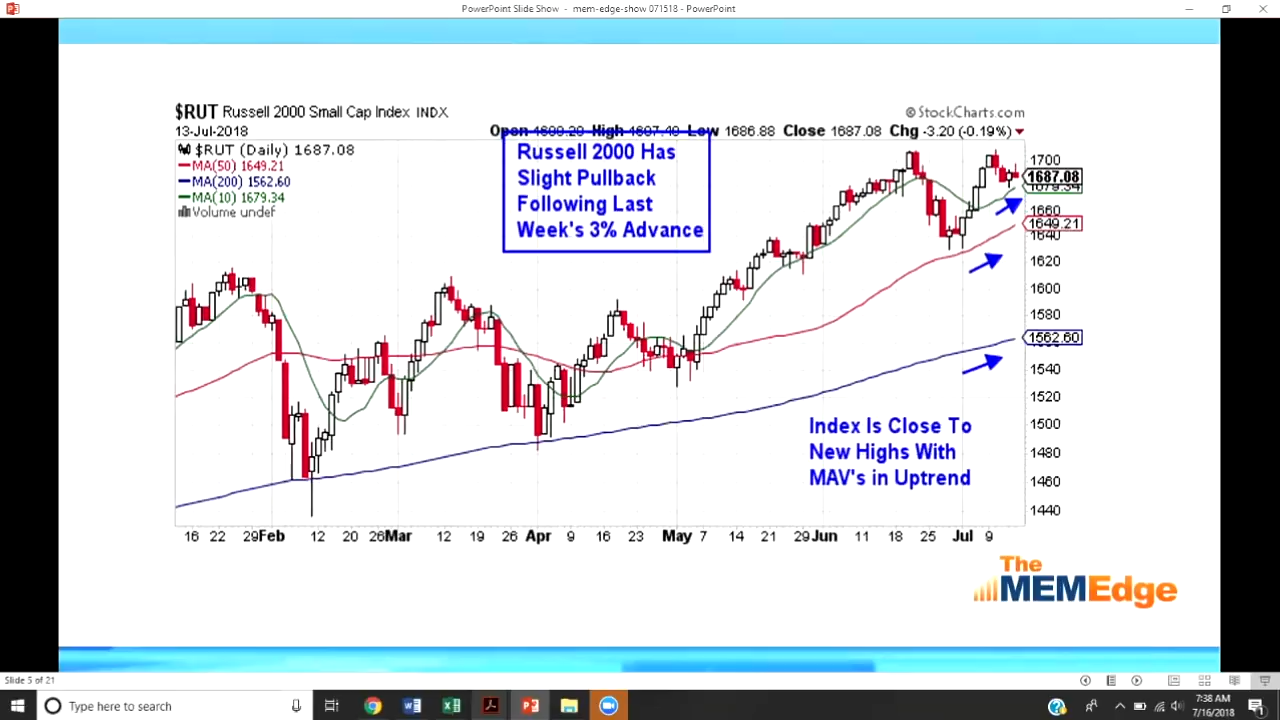 PowerPoint Slide Show - mem-edge-show 071518 - PowerPoint
$RUT Russell 2000 Small Cap Index INDX
© StockCharts.com
13-Jul-2018
Open High Low 1686.88 Close 1687.08 Chg -3.20 (-0.19%)
$RUT (Daily) 1687.08
MA(50) 1649.21
MA(200) 1562.60
MA(10) 1679.34
Volume undef
Russell 2000 Has
Slight Pullback
Following Last
Week's 3% Advance
1700
1687.08
1679.34
1660
1649.21
1640
1620
1600
1580
1562.60
1540
1520
1500
1480
1460
1440
Index Is Close To
New Highs With
MAV's in Uptrend
16 22 29 Feb 12 20 26 Mar 12 19 26 Apr 9 16 23 May 7 14 21 29 Jun 11 18 25 Jul 9
The
MEMEdge
Slide 5 of 21
Type here to search
7:38 AM
7/16/2018
1